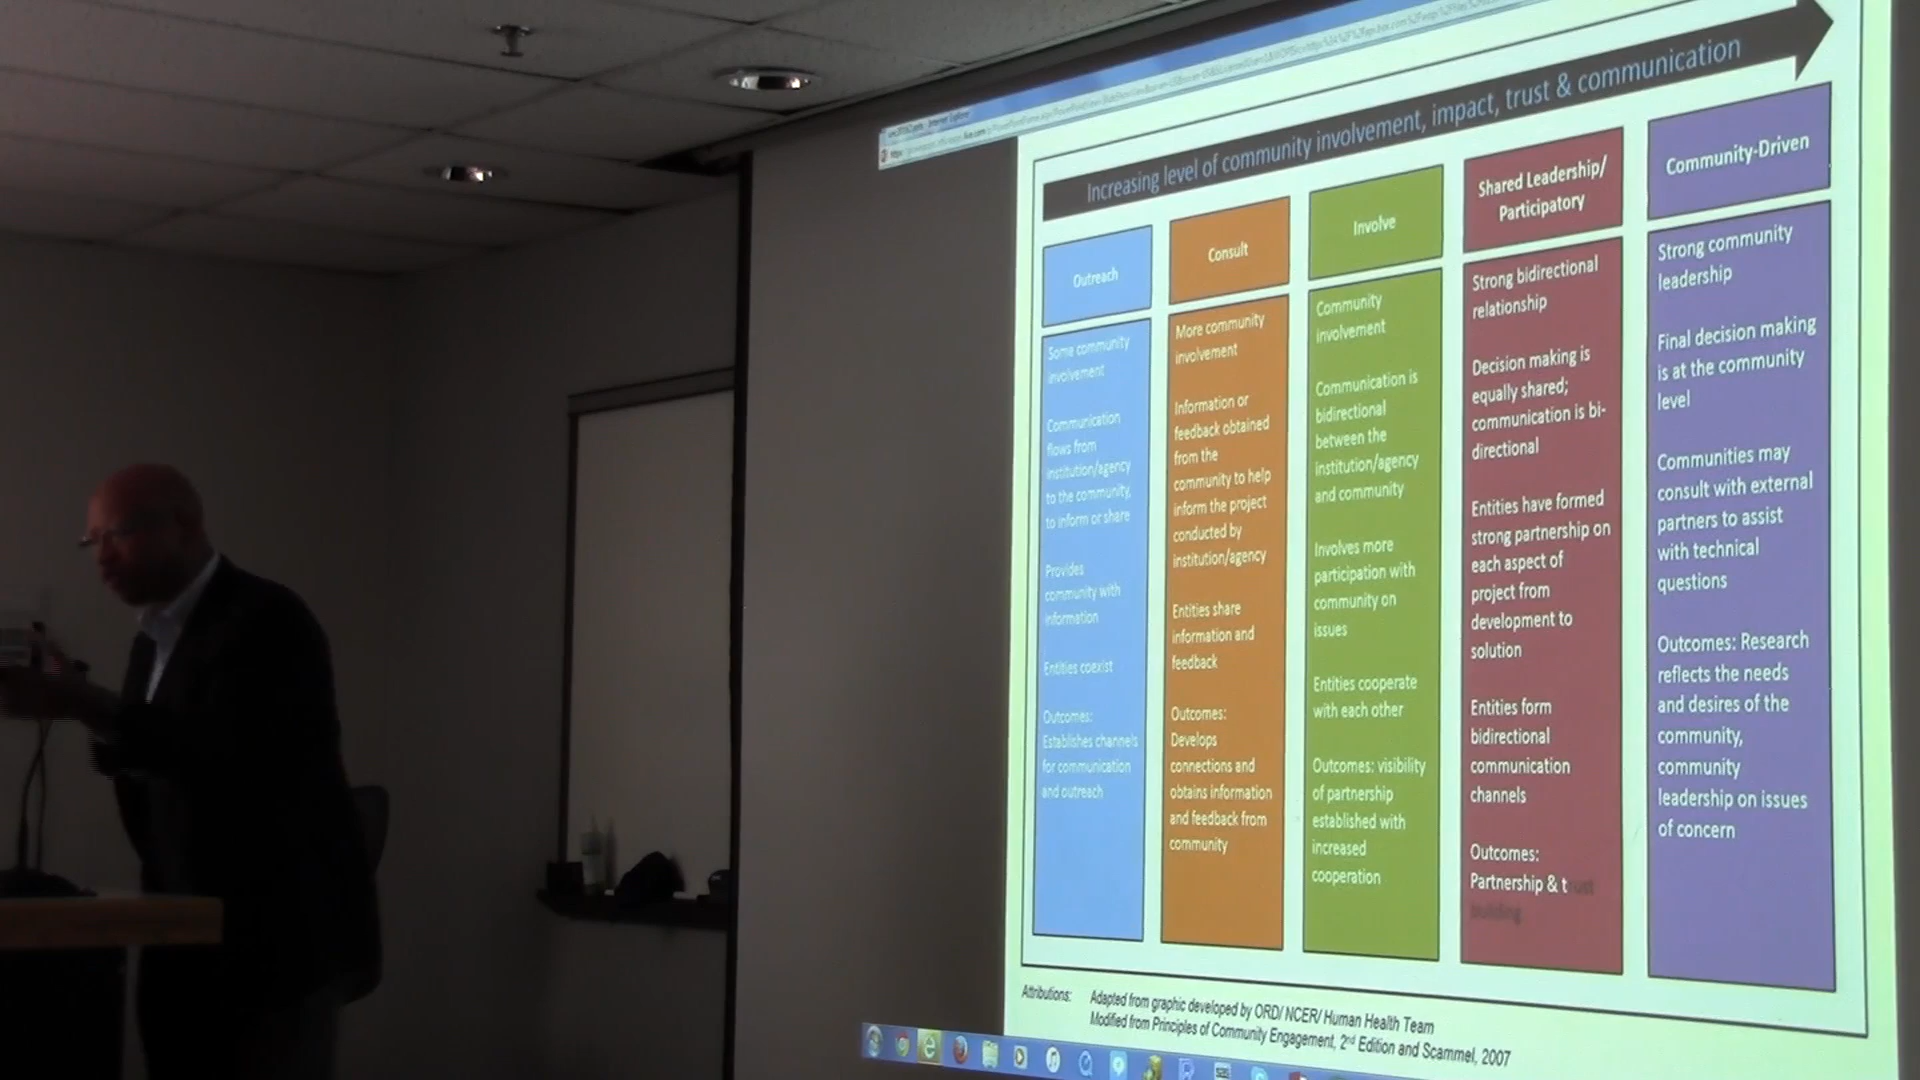 Internet Explorer
Increasing level of community involvement, impact, trust & communication
Outreach
Some community
involvement
Communication
flows from
institution/agency
to the community,
to inform or share
Provides
community with
information
Entities coexist
Outcomes:
Establishes channels
for communication
and outreach
Consult
More community
involvement
Information or
feedback obtained
from the
community to help
inform the project
conducted by
institution/agency
Entities share
information and
feedback
Outcomes:
Develops
connections and
obtains information
and feedback from
community
Involve
Community
involvement
Communication is
bidirectional
between the
institution/agency
and community
Involves more
participation with
community on
issues
Entities cooperate
with each other
Outcomes: visibility
of partnership
established with
increased
cooperation
Shared Leadership/
Participatory
Strong bidirectional
relationship
Decision making is
equally shared;
communication is bi-
directional
Entities have formed
strong partnership on
each aspect of
project from
development to
solution
Entities form
bidirectional
communication
channels
Outcomes:
Partnership & trust
building
Community-Driven
Strong community
leadership
Final decision making
is at the community
level
Communities may
consult with external
partners to assist
with technical
questions
Outcomes: Research
reflects the needs
and desires of the
community,
community
leadership on issues
of concern
Attributions: Adapted from graphic developed by ORD/ NCER/ Human Health Team
Modified from Principles of Community Engagement, 2nd Edition and Scammel, 2007